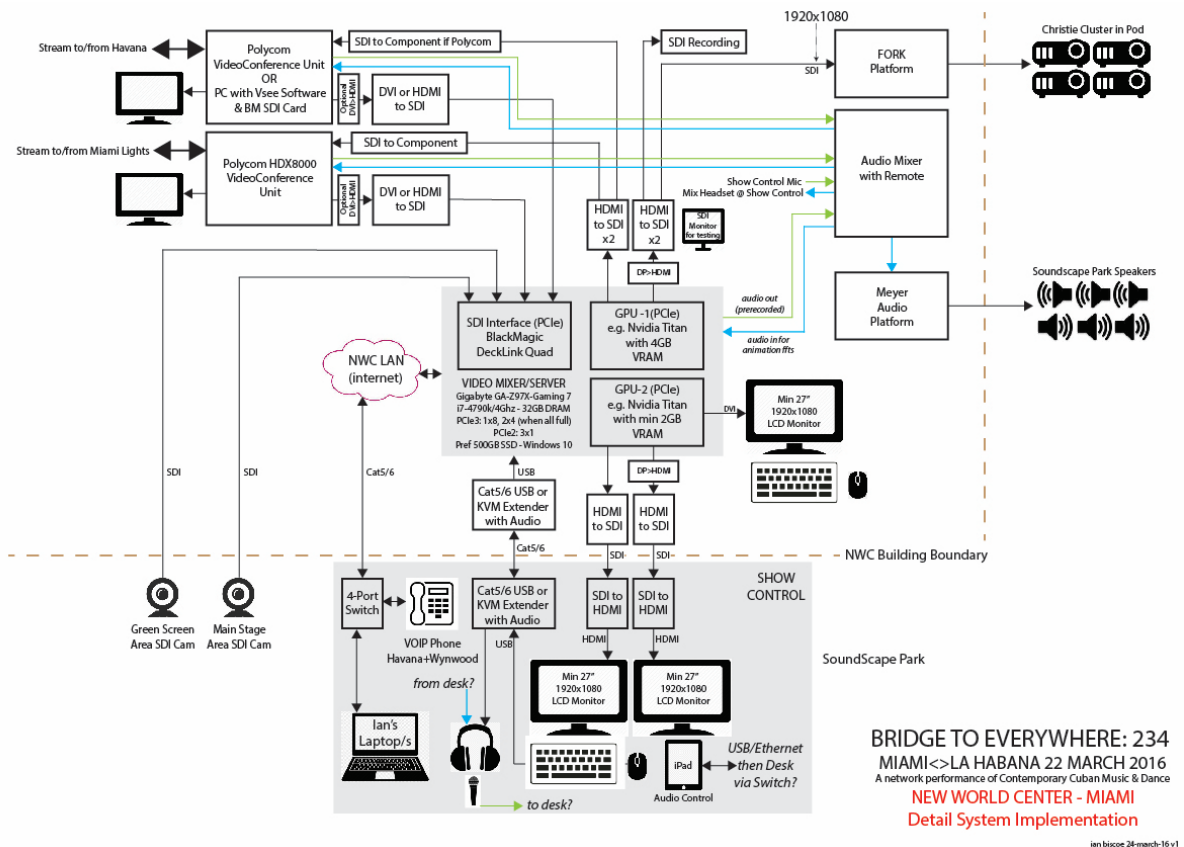 1920x1080
Christie Cluster in Pod
Stream to/from Havana
Polycom
VideoConference Unit
OR
PC with Vsee Software
& BM SDI Card
SDI to Component if Polycom
SDI Recording
SDI
FORK
Platform
Optional
DVI>HDMI
DVI or HDMI
to SDI
Stream to/from Miami Lights
Polycom HDX8000
VideoConference
Unit
SDI to Component
Audio Mixer
with Remote
Optional
DVI>HDMI
DVI or HDMI
to SDI
Show Control Mic
Mix Headset @ Show Control
HDMI
to SDI
x2
HDMI
to SDI
x2
SDI
Monitor
for testing
DP>HDMI
Meyer
Audio
Platform
Soundscape Park Speakers
SDI Interface (PCIe)
BlackMagic
DeckLink Quad
GPU -1(PCIe)
e.g. Nvidia Titan
with 4GB
VRAM
audio out
(prerecorded)
audio in for
animation ffts
NWC LAN
(internet)
VIDEO MIXER/SERVER
Gigabyte GA-Z97X-Gaming 7
i7-4790k/4Ghz - 32GB DRAM
PCIe3: 1x8, 2x4 (when all full)
PCIe2: 3x1
Pref 500GB SSD - Windows 10
GPU-2 (PCIe)
e.g. Nvidia Titan
with min 2GB
VRAM
DVI
Min 27"
1920x1080
LCD Monitor
SDI
SDI
Cat5/6
USB
DP>HDMI
Cat5/6 USB or
KVM Extender
with Audio
HDMI
to SDI
HDMI
to SDI
Cat5/6
SDI
SDI
NWC Building Boundary
SHOW
CONTROL
4-Port
Switch
Cat5/6 USB or
KVM Extender
with Audio
SDI to
HDMI
SDI to
HDMI
Green Screen
Area SDI Cam
Main Stage
Area SDI Cam
VOIP Phone
Havana+Wynwood
USB
HDMI
HDMI
SoundScape Park
from desk?
Min 27"
1920x1080
LCD Monitor
Min 27"
1920x1080
LCD Monitor
Ian's
Laptop/s
iPad
Audio Control
USB/Ethernet
then Desk
via Switch?
to desk?
BRIDGE TO EVERYWHERE: 234
MIAMI<>LA HABANA 22 MARCH 2016
A network performance of Contemporary Cuban Music & Dance
NEW WORLD CENTER - MIAMI
Detail System Implementation
ian biscoe 24-march-16 v1